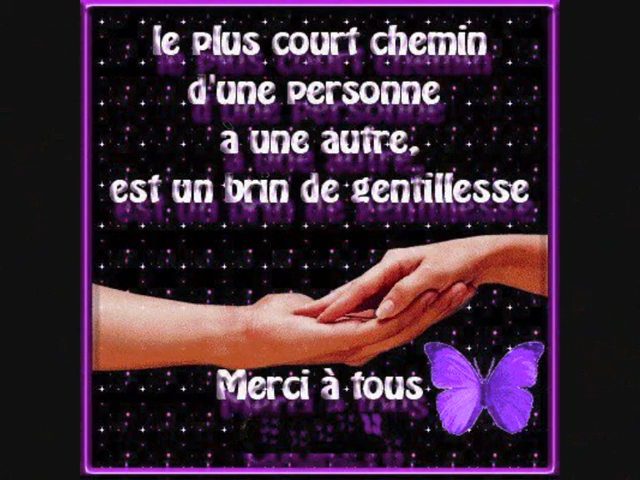 le plus court chemin
d'une personne
a une autre,
est un brin de gentillesse
Merci à tous